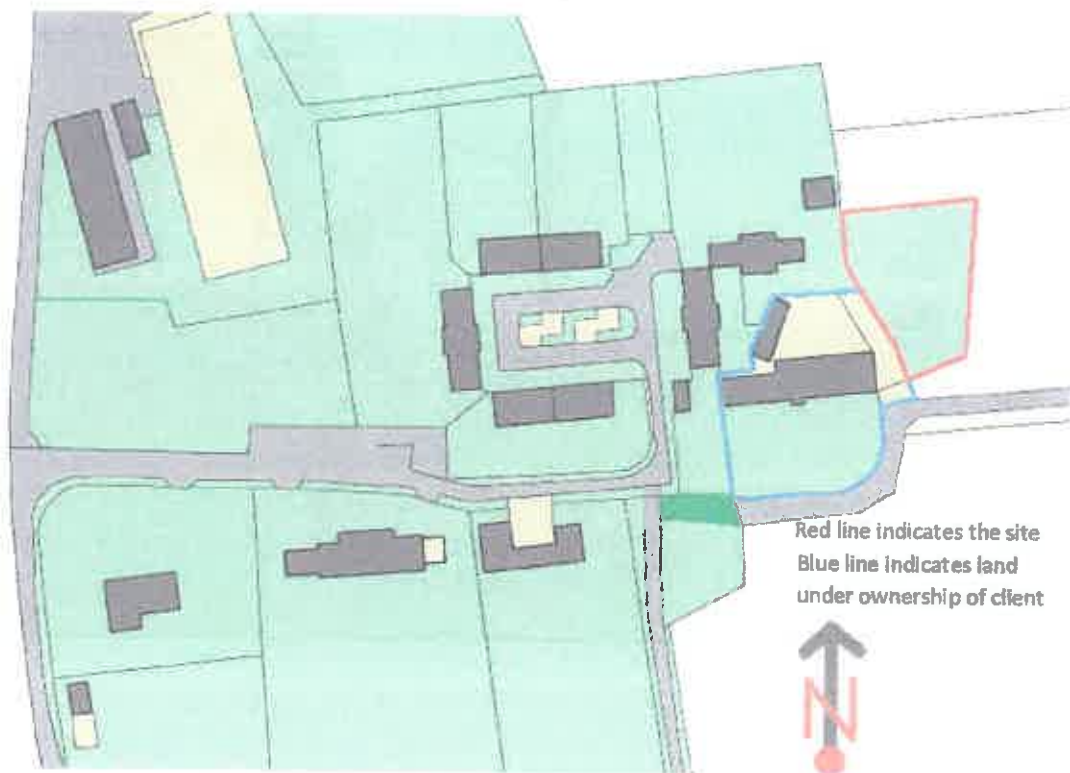 Red line indicates the site
Blue line indicates land
under ownership of client
N